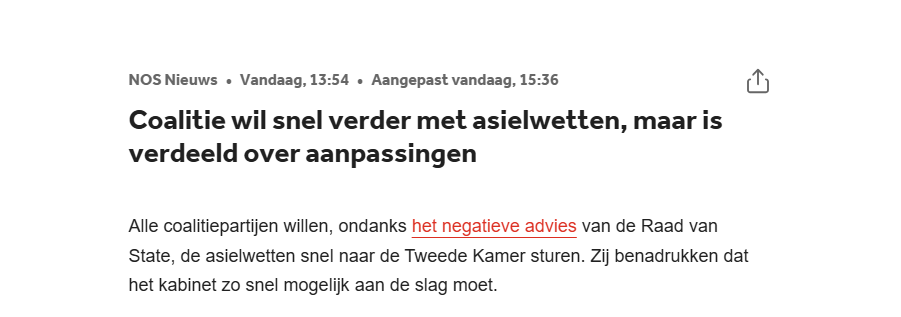 NOS Nieuws • Vandaag, 13:54 • Aangepast vandaag, 15:36
Coalitie wil snel verder met asielwetten, maar is
verdeeld over aanpassingen
Alle coalitiepartijen willen, ondanks het negatieve advies van de Raad van
State, de asielwetten snel naar de Tweede Kamer sturen. Zij benadrukken dat
het kabinet zo snel mogelijk aan de slag moet.